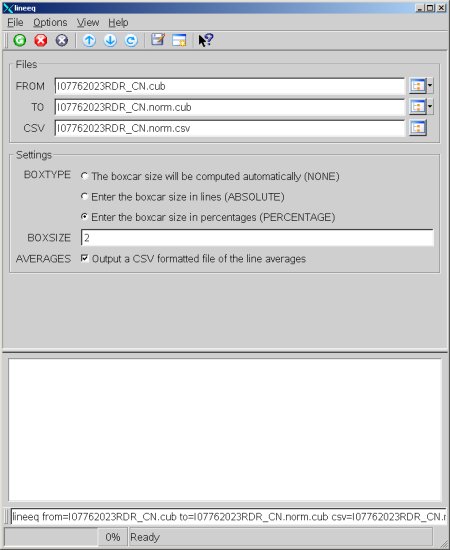 lineeq
File Options View Help
Files
FROM I07762023RDR_CN.cub
TO I07762023RDR_CN.norm.cub
CSV I07762023RDR_CN.norm.csv
Settings
BOXTYPE The boxcar size will be computed automatically (NONE)
Enter the boxcar size in lines (ABSOLUTE)
Enter the boxcar size in percentages (PERCENTAGE)
BOXSIZE 2
AVERAGES Output a CSV formatted file of the line averages
lineeq from=I07762023RDR_CN.cub to=I07762023RDR_CN.norm.cub csv=I07762023RDR_CN.
0% Ready